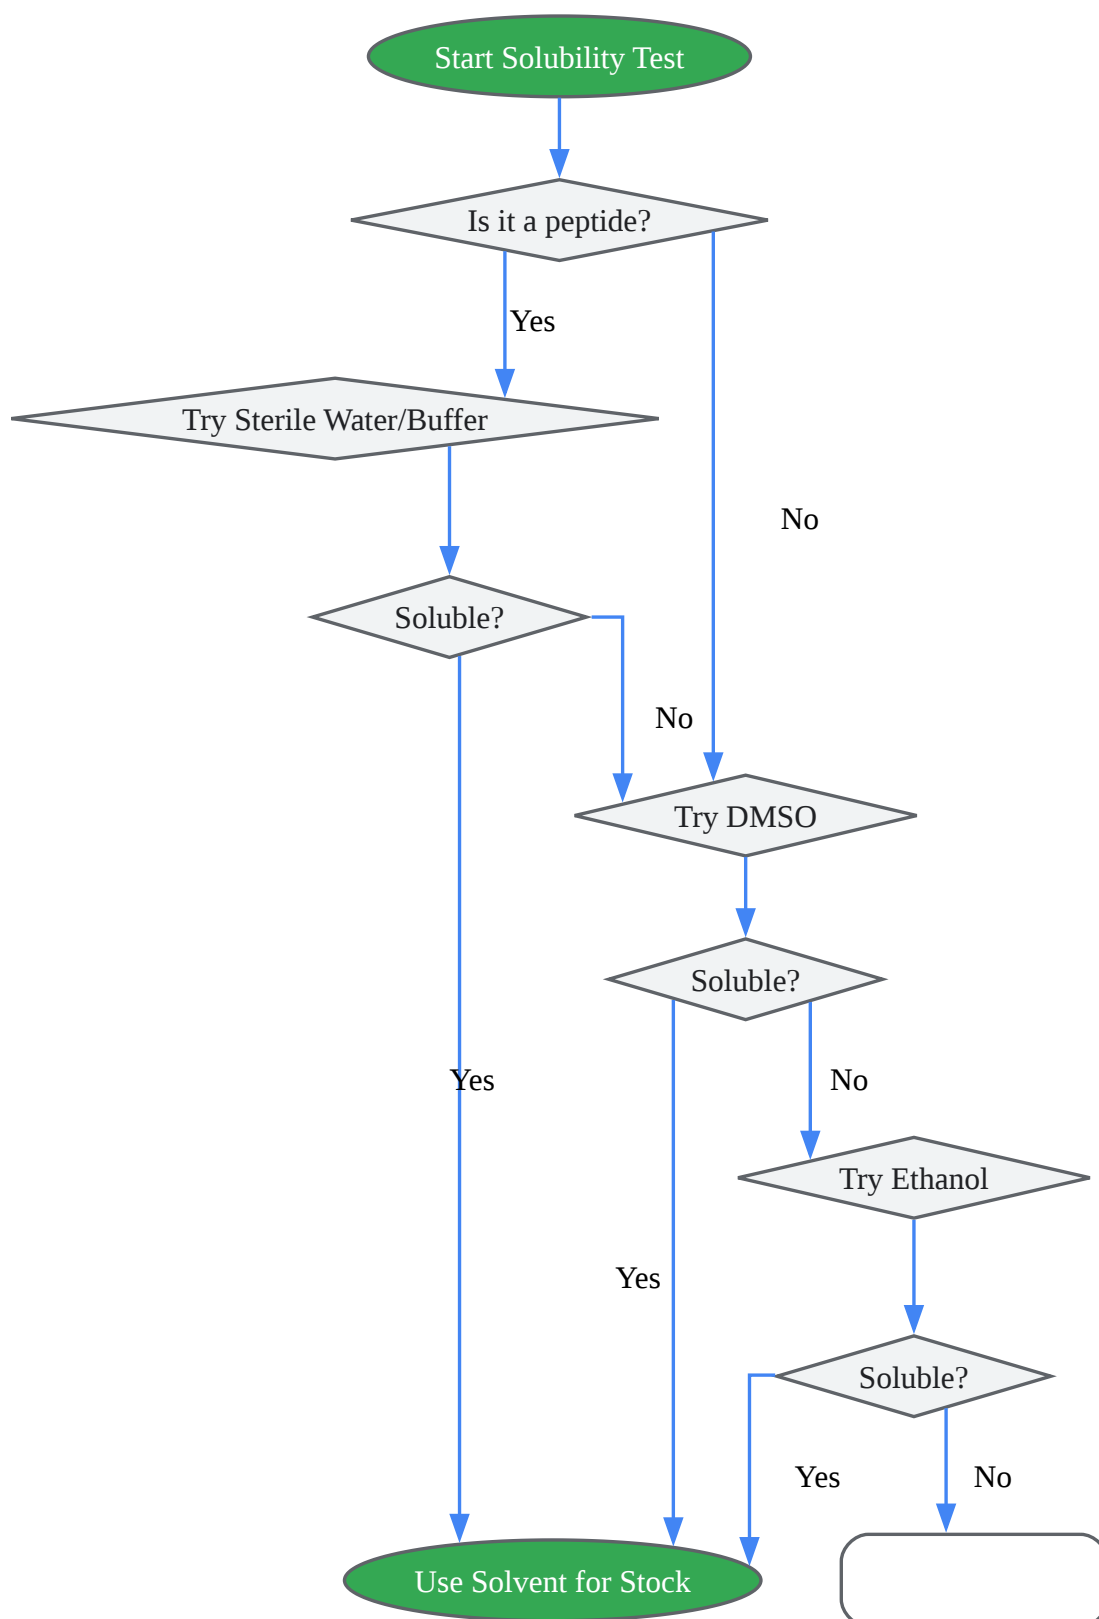 Start Solubility Test
Is it a peptide?
Yes
Try Sterile Water/Buffer
No
Soluble?
No
Try DMSO
Soluble?
Yes
No
Try Ethanol
Yes
Soluble?
Yes
No
Use Solvent for Stock